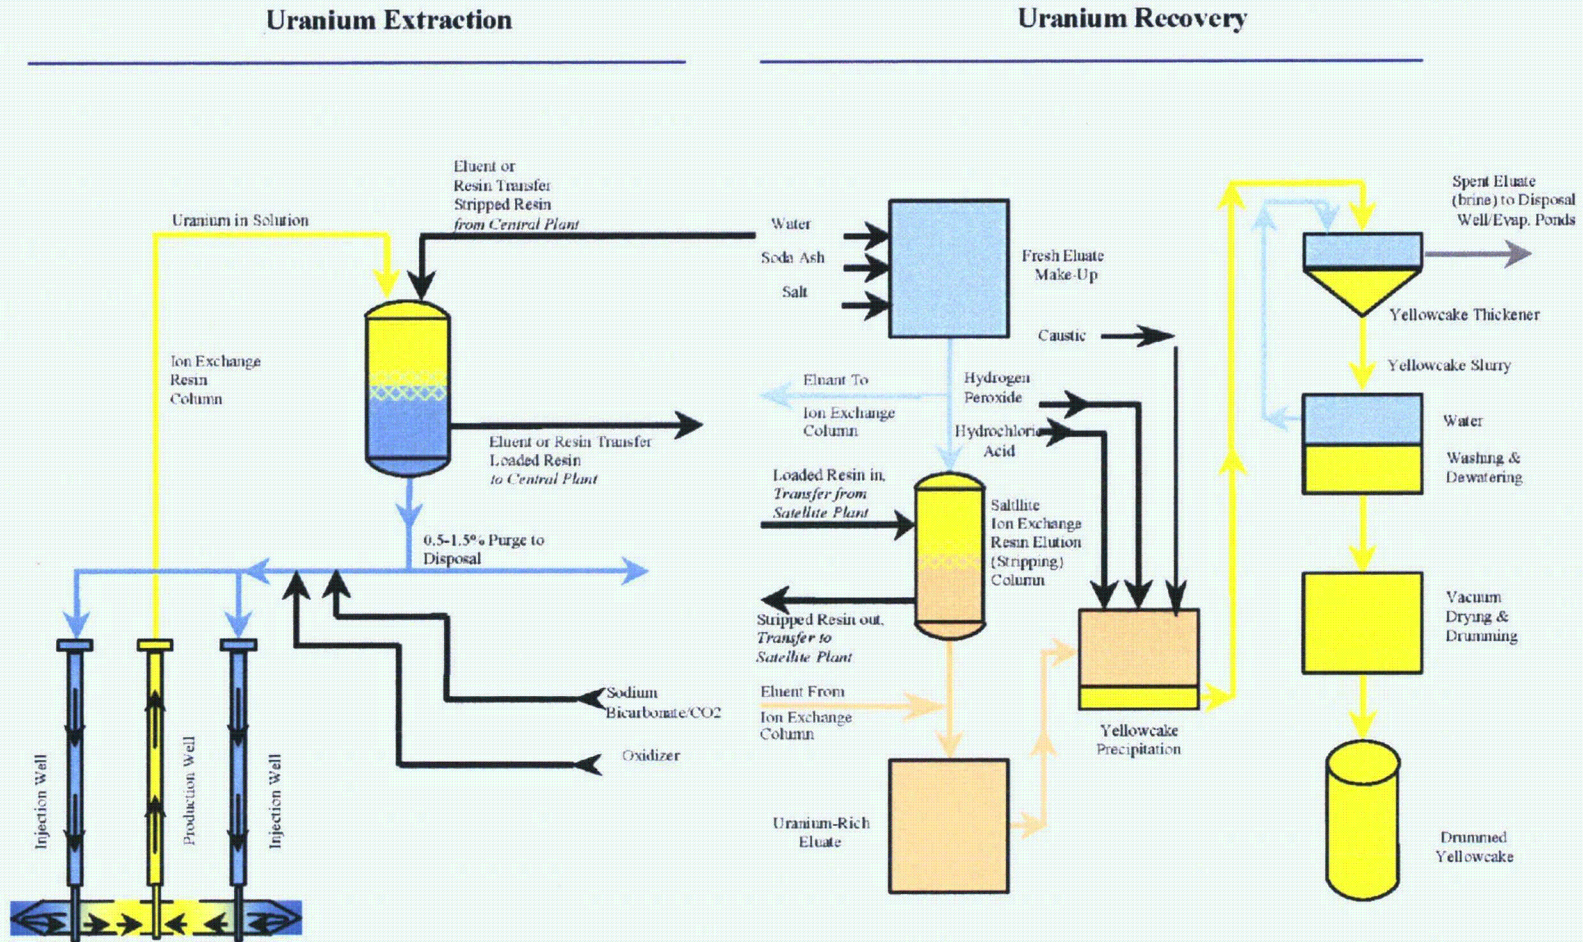 Uranium Extraction
Uranium Recovery
Eluent or
Resin Transfer
Stripped Resin
from Central Plant
Uranium in Solution
Ion Exchange
Resin
Column
Eluent or Resin Transfer
Loaded Resin
to Central Plant
0.5-1.5% Purge to
Disposal
Sodium
Bicarbonate/CO2
Oxidizer
Injection Well
Production Well
Injection Well
Water
Soda Ash
Salt
Fresh Eluate
Make-Up
Caustic
Eluant To
Ion Exchange
Column
Hydrogen
Peroxide
Hydrochloric
Acid
Loaded Resin in,
Transfer from
Satellite Plant
Saltllite
Ion Exchange
Resin Elution
(Stripping)
Column
Stripped Resin out,
Transfer to
Satellite Plant
Eluent From
Ion Exchange
Column
Uranium-Rich
Eluate
Yellowcake
Precipitation
Spent Eluate
(brine) to Disposal
Well/Evap. Ponds
Yellowcake Thickener
Yellowcake Slurry
Water
Washing &
Dewatering
Vacuum
Drying &
Drumming
Drummed
Yellowcake